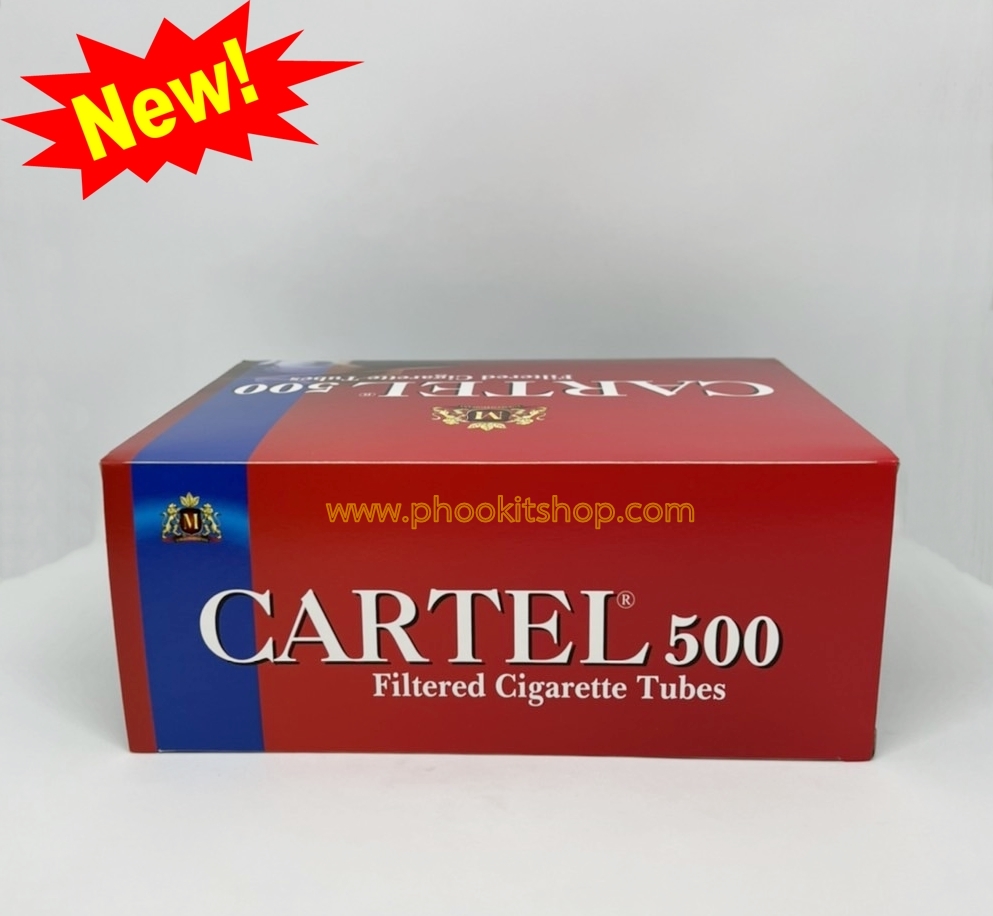 New!
Filtered Cigarette Tubes
CARTEL® 500
M
www.phookitshop.com
M
CARTEL® 500
Filtered Cigarette Tubes